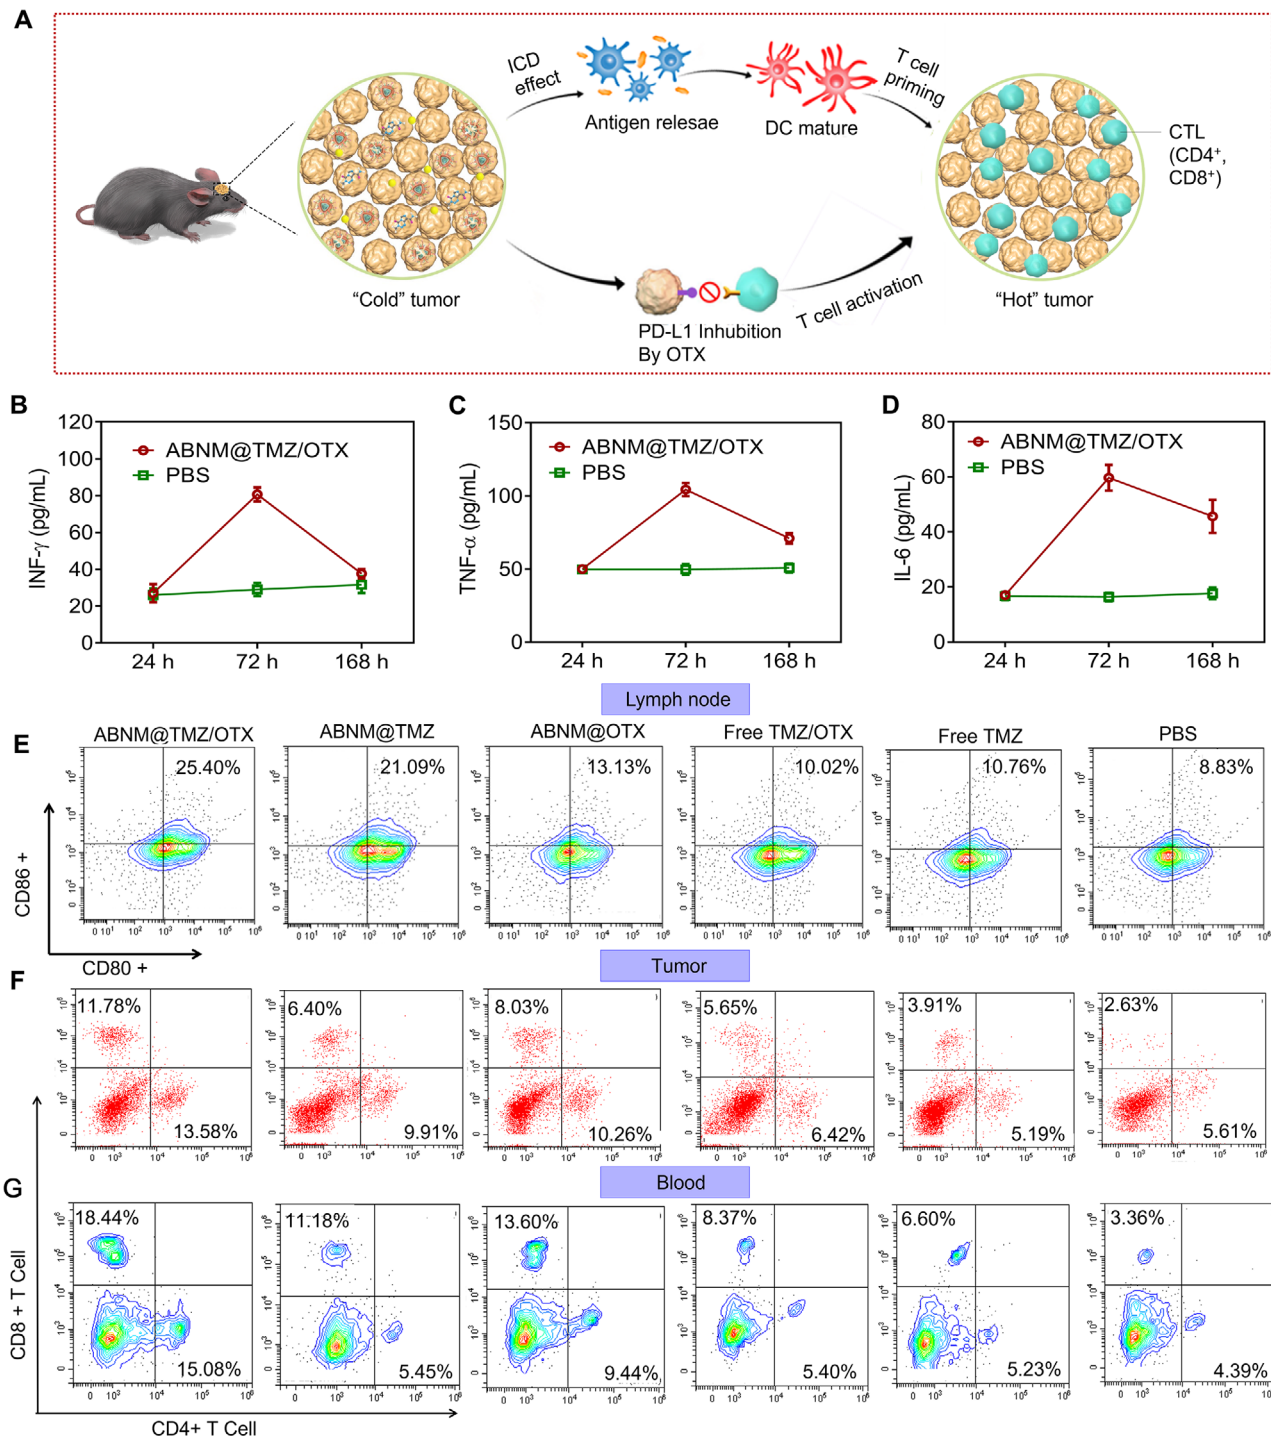 A
ICD
effect
Antigen relesae
DC mature
T cell
priming
CTL
(CD4+,
CD8+)
“Cold” tumor
PD-L1 Inhubition
By OTX
T cell activation
“Hot” tumor
B
INF-γ (pg/mL)
120
100
80
60
40
20
0
ABNM@TMZ/OTX
PBS
24 h 72 h 168 h
C
TNF-α (pg/mL)
150
100
50
0
ABNM@TMZ/OTX
PBS
24 h 72 h 168 h
D
IL-6 (pg/mL)
80
60
40
20
0
ABNM@TMZ/OTX
PBS
24 h 72 h 168 h
Lymph node
E
ABNM@TMZ/OTX ABNM@TMZ ABNM@OTX Free TMZ/OTX Free TMZ PBS
25.40% 21.09% 13.13% 10.02% 10.76% 8.83%
CD86 +
CD80 +
Tumor
F
11.78% 6.40% 8.03% 5.65% 3.91% 2.63%
13.58% 9.91% 10.26% 6.42% 5.19% 5.61%
Blood
G
18.44% 11.18% 13.60% 8.37% 6.60% 3.36%
15.08% 5.45% 9.44% 5.40% 5.23% 4.39%
CD8 + T Cell
CD4+ T Cell